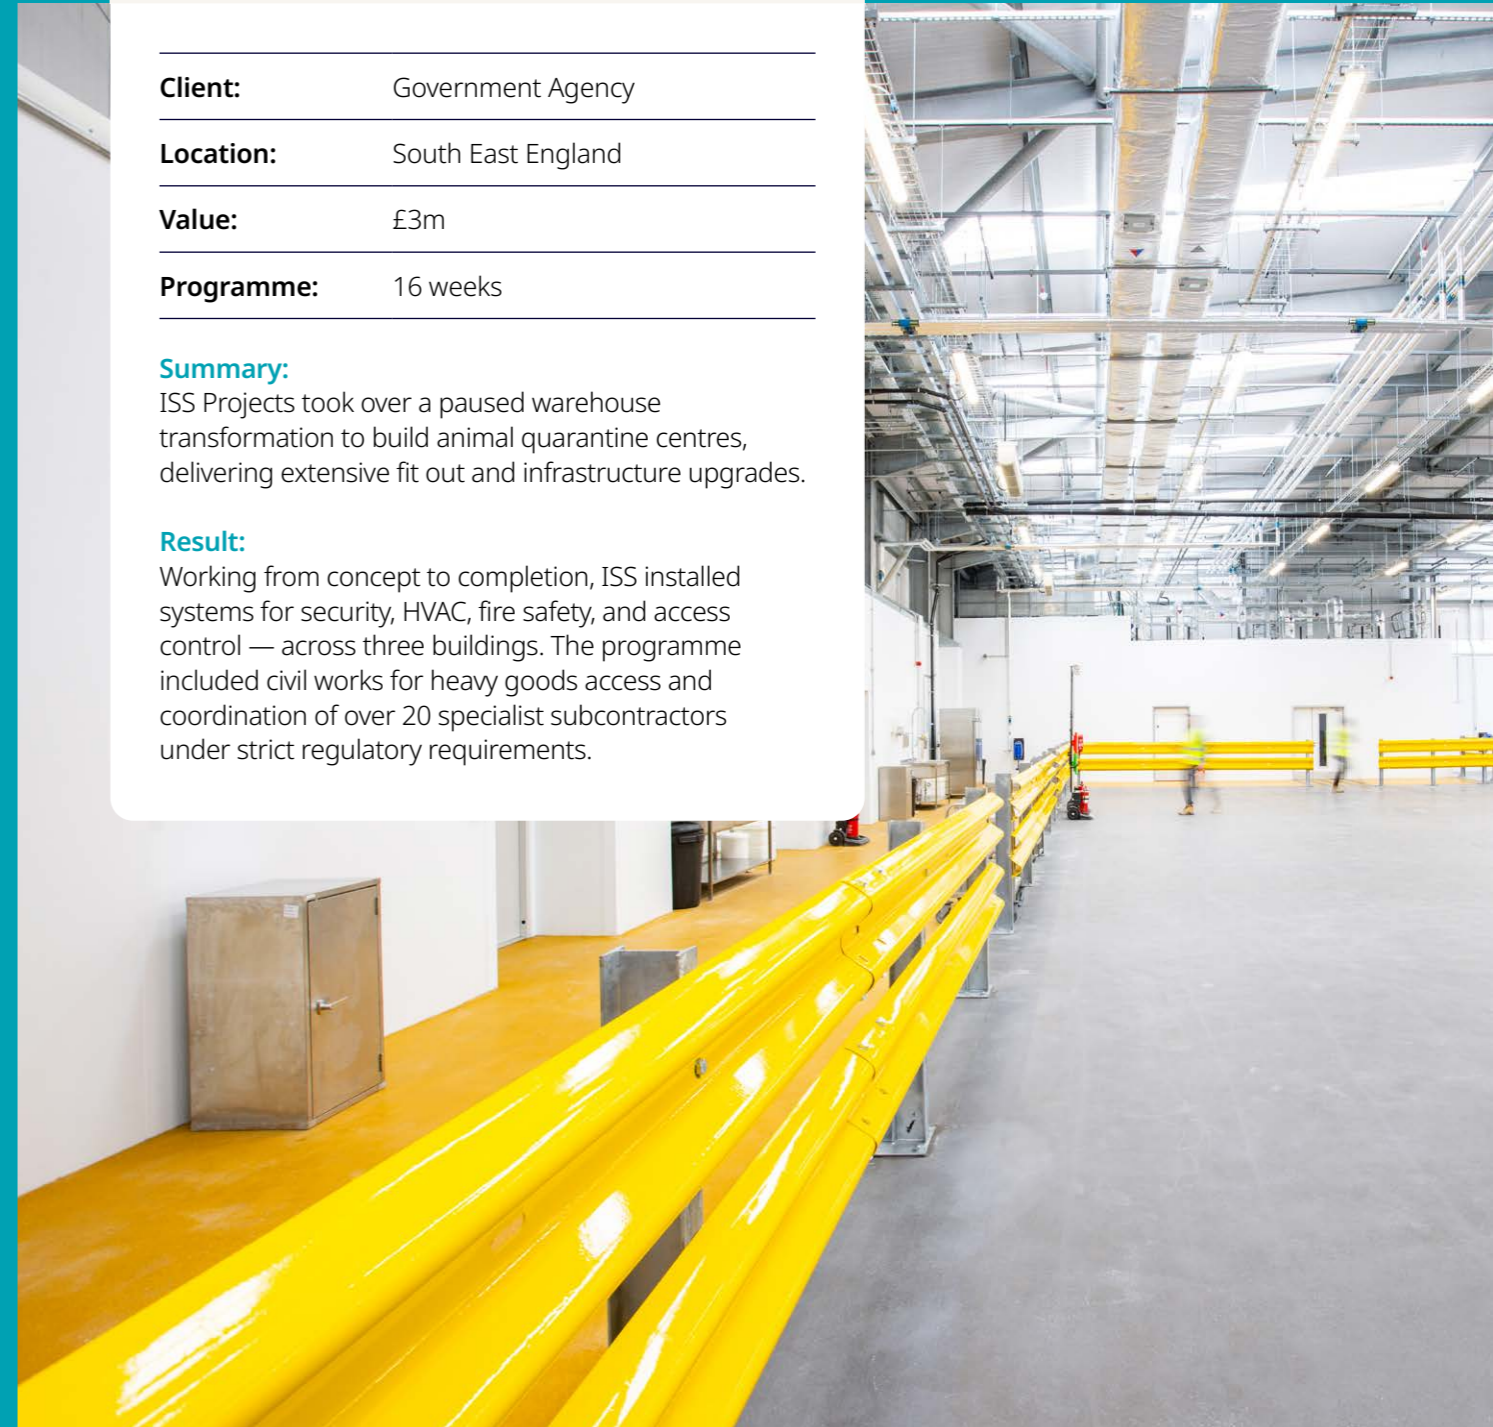 Client: Government Agency
Location: South East England
Value: £3m
Programme: 16 weeks
Summary:
ISS Projects took over a paused warehouse
transformation to build animal quarantine centres,
delivering extensive fit out and infrastructure upgrades.
Result:
Working from concept to completion, ISS installed
systems for security, HVAC, fire safety, and access
control — across three buildings. The programme
included civil works for heavy goods access and
coordination of over 20 specialist subcontractors
under strict regulatory requirements.